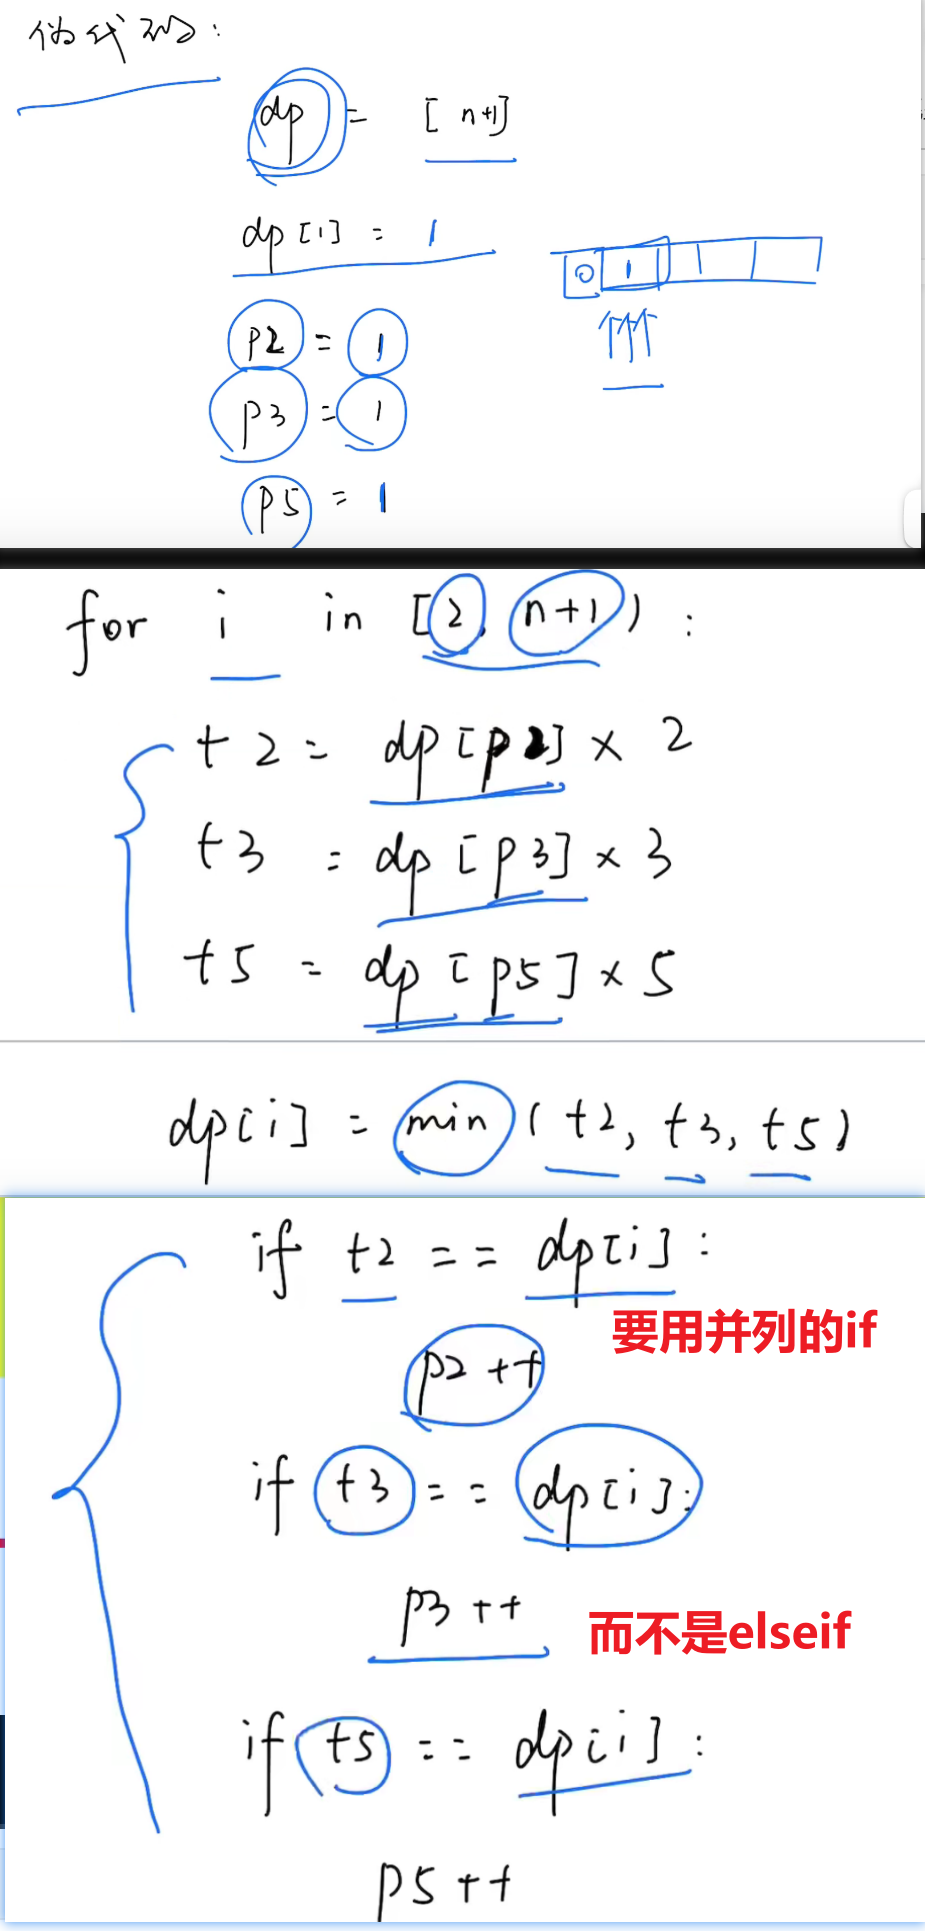 伪代码:
dp = [n+1]
dp[1] = 1
0 1
p2 = 1
p3 = 1
p5 = 1
for i in [2, n+1):
t2 = dp[p2] × 2
t3 = dp[p3] × 3
t5 = dp[p5] × 5
dp[i] = min(t2, t3, t5)
if t2 == dp[i]:
要用并列的if
p2++
if t3 == dp[i]:
p3++
而不是elseif
if t5 == dp[i]:
p5++